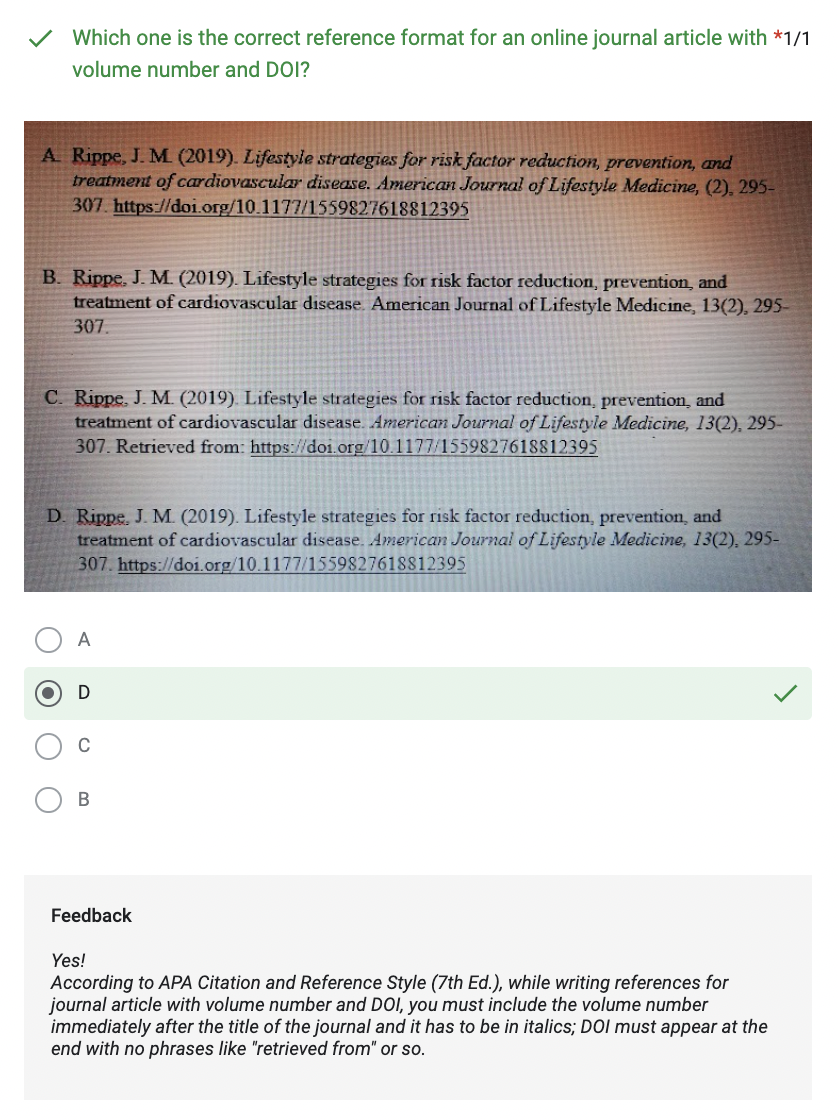 Which one is the correct reference format for an online journal article with *1/1
volume number and DOI?
A. Rippe, J. M. (2019). Lifestyle strategies for risk factor reduction, prevention, and
treatment of cardiovascular disease. American Journal of Lifestyle Medicine, (2), 295-
307. https://doi.org/10.1177/1559827618812395
B. Rippe, J. M. (2019). Lifestyle strategies for risk factor reduction, prevention, and
treatment of cardiovascular disease. American Journal of Lifestyle Medicine, 13(2), 295-
307.
C. Rippe, J. M. (2019). Lifestyle strategies for risk factor reduction, prevention, and
treatment of cardiovascular disease. American Journal of Lifestyle Medicine, 13(2), 295-
307. Retrieved from: https://doi.org/10.1177/1559827618812395
D. Rippe, J. M. (2019). Lifestyle strategies for risk factor reduction, prevention, and
treatment of cardiovascular disease. American Journal of Lifestyle Medicine, 13(2), 295-
307. https://doi.org/10.1177/1559827618812395
A
D
C
B
Feedback
Yes!
According to APA Citation and Reference Style (7th Ed.), while writing references for
journal article with volume number and DOI, you must include the volume number
immediately after the title of the journal and it has to be in italics; DOI must appear at the
end with no phrases like "retrieved from" or so.